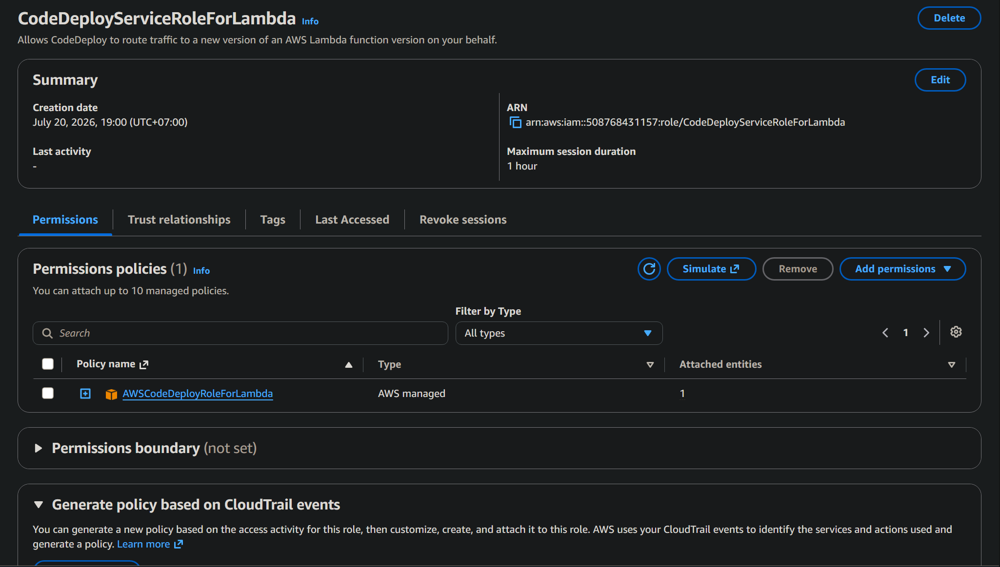 CodeDeployServiceRoleForLambda Info
Delete
Allows CodeDeploy to route traffic to a new version of an AWS Lambda function version on your behalf.
Summary
Edit
Creation date
July 20, 2026, 19:00 (UTC+07:00)
ARN
arn:aws:iam::508768431157:role/CodeDeployServiceRoleForLambda
Last activity
-
Maximum session duration
1 hour
Permissions
Trust relationships
Tags
Last Accessed
Revoke sessions
Permissions policies (1) Info
Simulate
Remove
Add permissions
You can attach up to 10 managed policies.
Filter by Type
Search
All types
1
Policy name
Type
Attached entities
AWSCodeDeployRoleForLambda
AWS managed
1
Permissions boundary (not set)
Generate policy based on CloudTrail events
You can generate a new policy based on the access activity for this role, then customize, create, and attach it to this role. AWS uses your CloudTrail events to identify the services and actions used and
generate a policy. Learn more